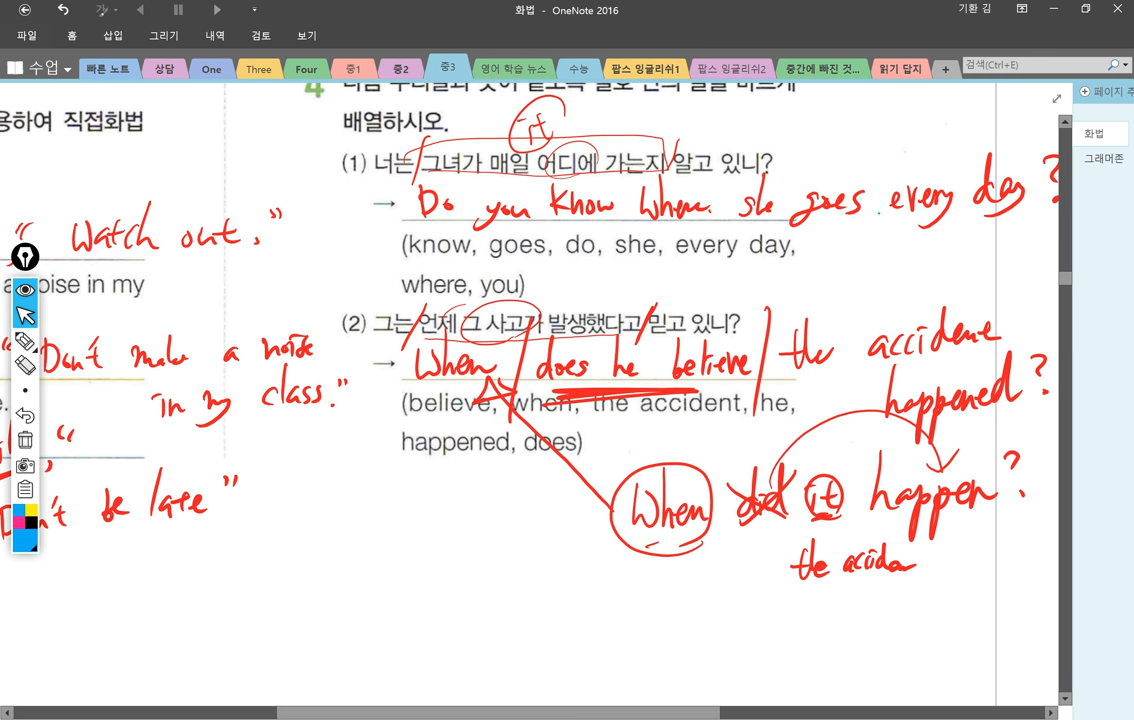 화법 - OneNote 2016
기환 김
파일 홈 삽입 그리기 내역 검토 보기
수업 빠른 노트 상담 One Three Four 중1 중2 중3 영어 학습 뉴스 수능 팝스 잉글리쉬1 팝스 잉글리쉬2 중간에 빠진 것... 읽기 답지 + 검색(Ctrl+E)
페이지 추
화법
그래머존
용하여 직접화법
" Watch out. "
oise in my
Don't make a noise
in my class."
"
be late "
4
배열하시오.
it
(1) 너는 그녀가 매일 어디에 가는지 알고 있니?
→ Do you know where she goes every day?
(know, goes, do, she, every day,
where, you)
(2) 그는 언제 그 사고가 발생했다고 믿고 있니?
→ When does he believe the accident
happened?
(believe, when, the accident, he,
happened, does)
When did it happen?
the acciden